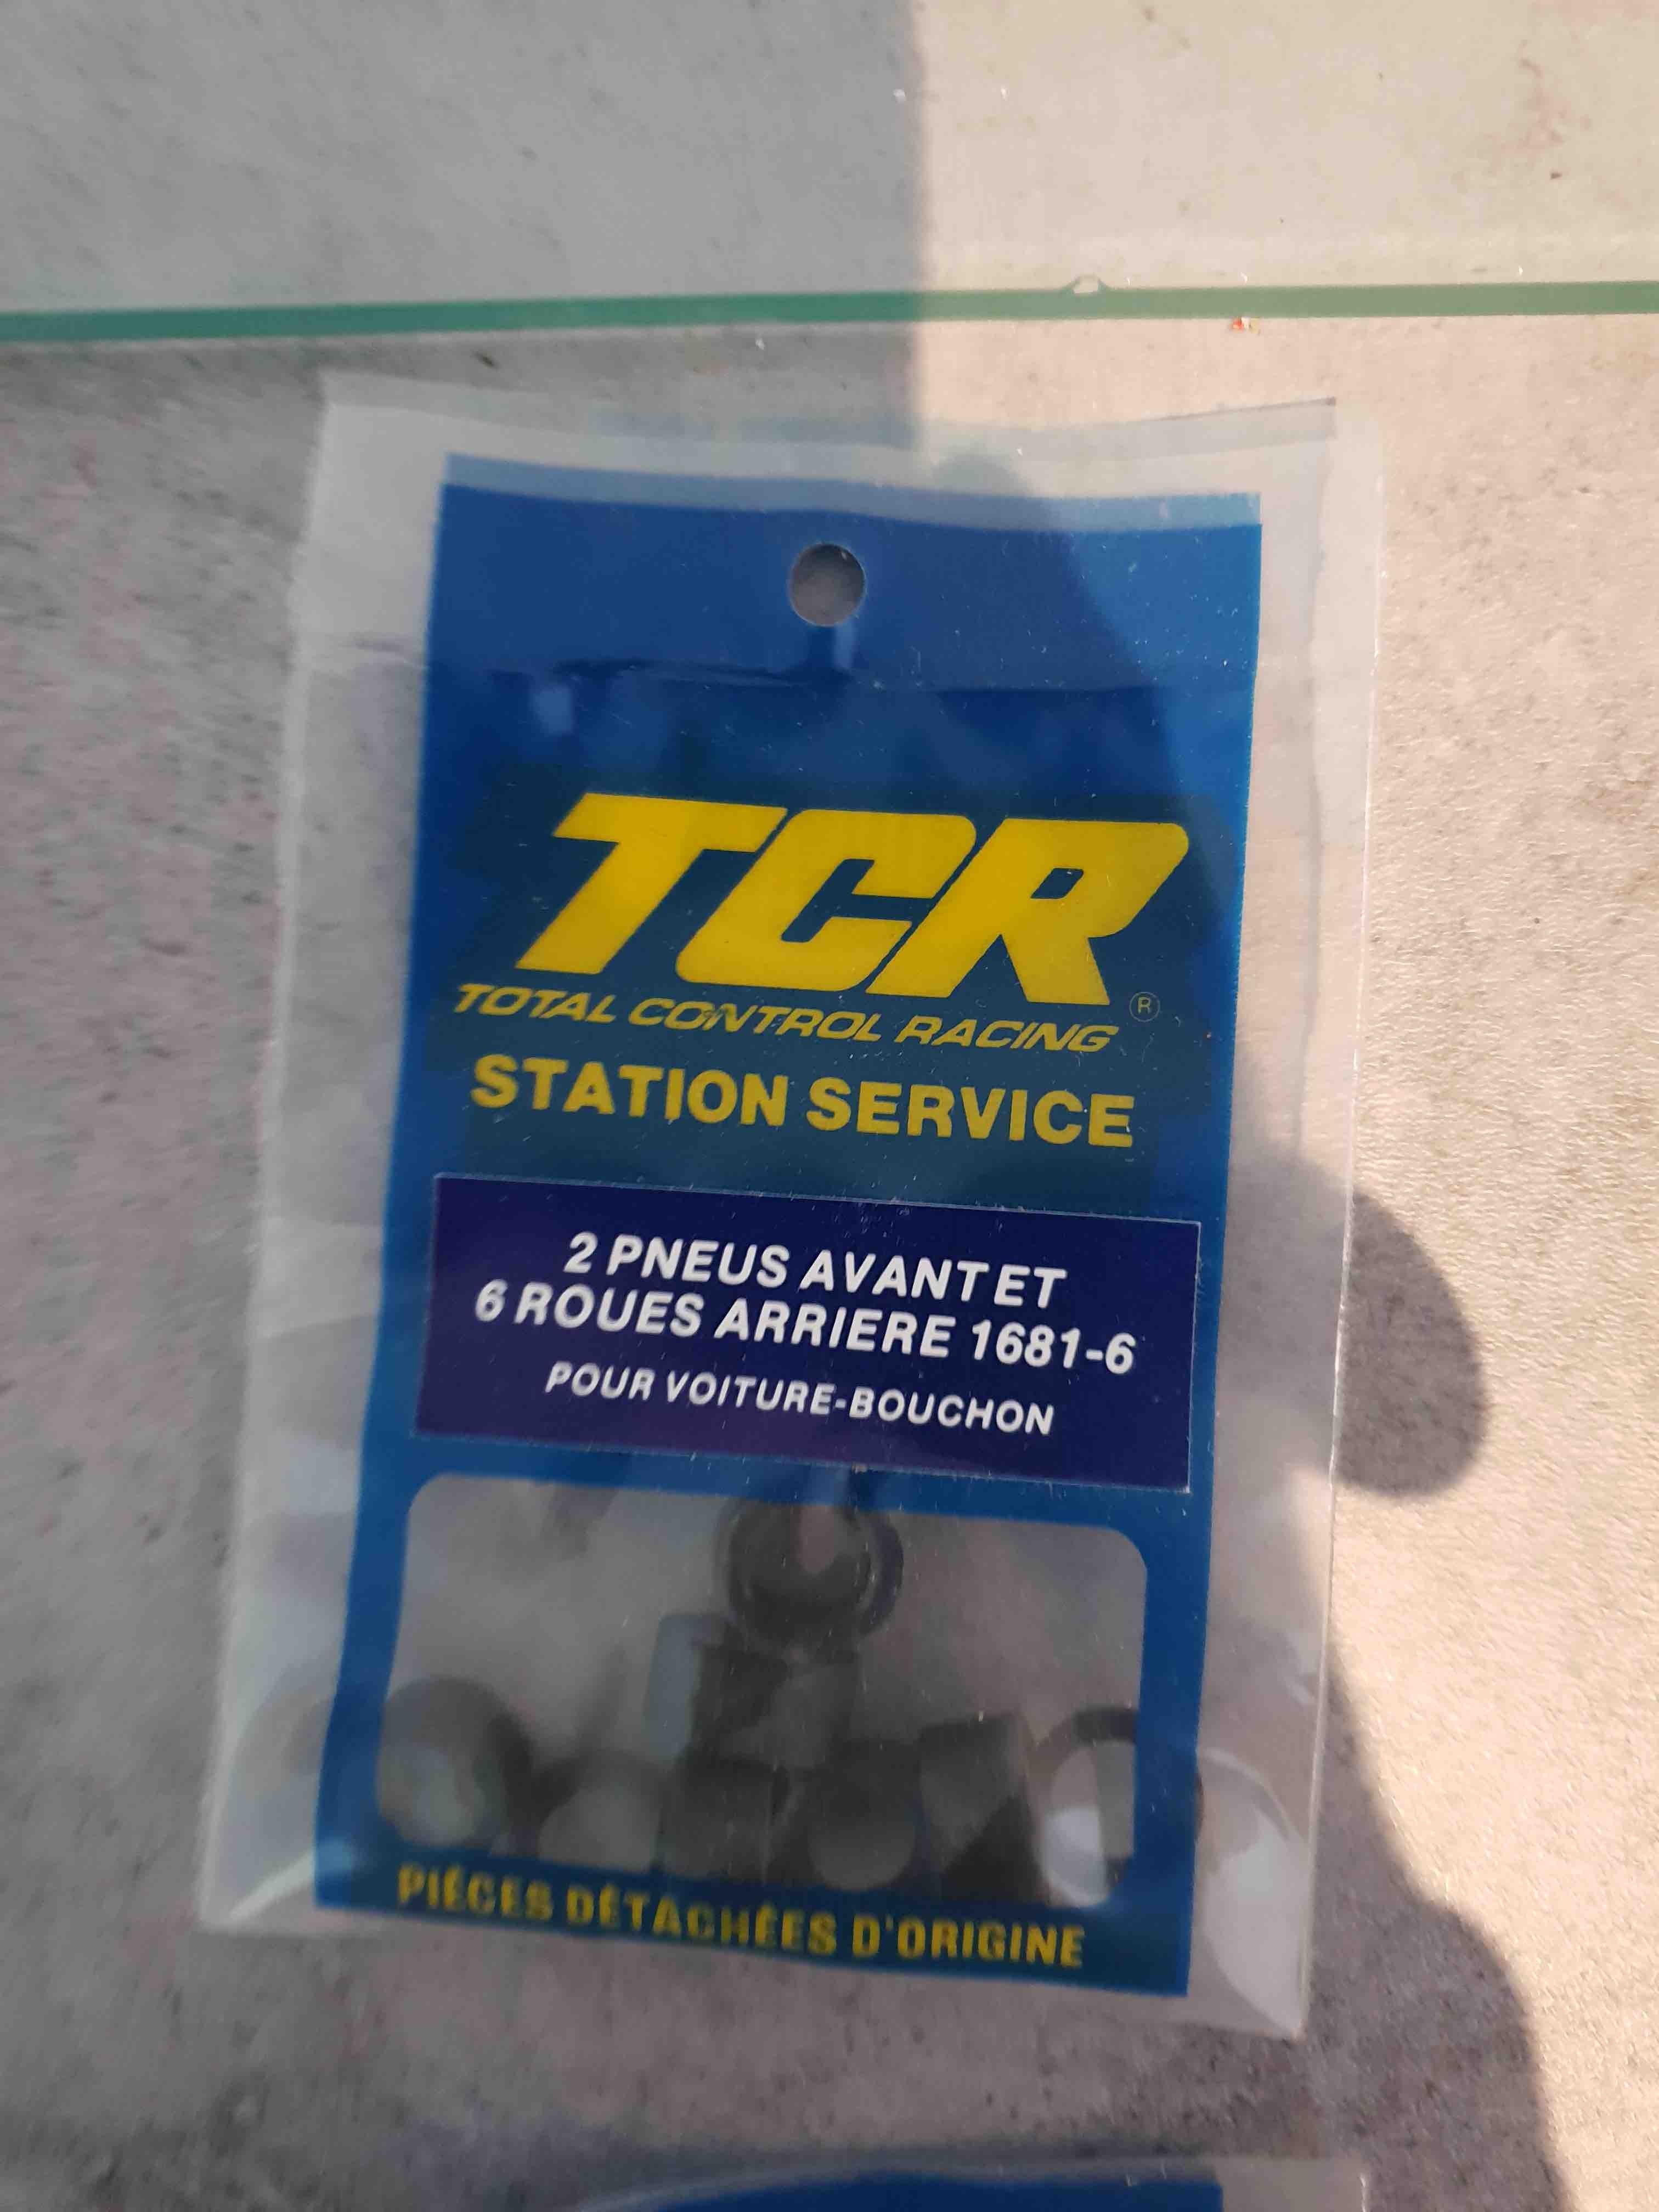 TCR
TOTAL CONTROL RACING ®
STATION SERVICE
2 PNEUS AVANT ET
6 ROUES ARRIERE 1681-6
POUR VOITURE-BOUCHON
PIÉCES DÉTACHÉES D'ORIGINE